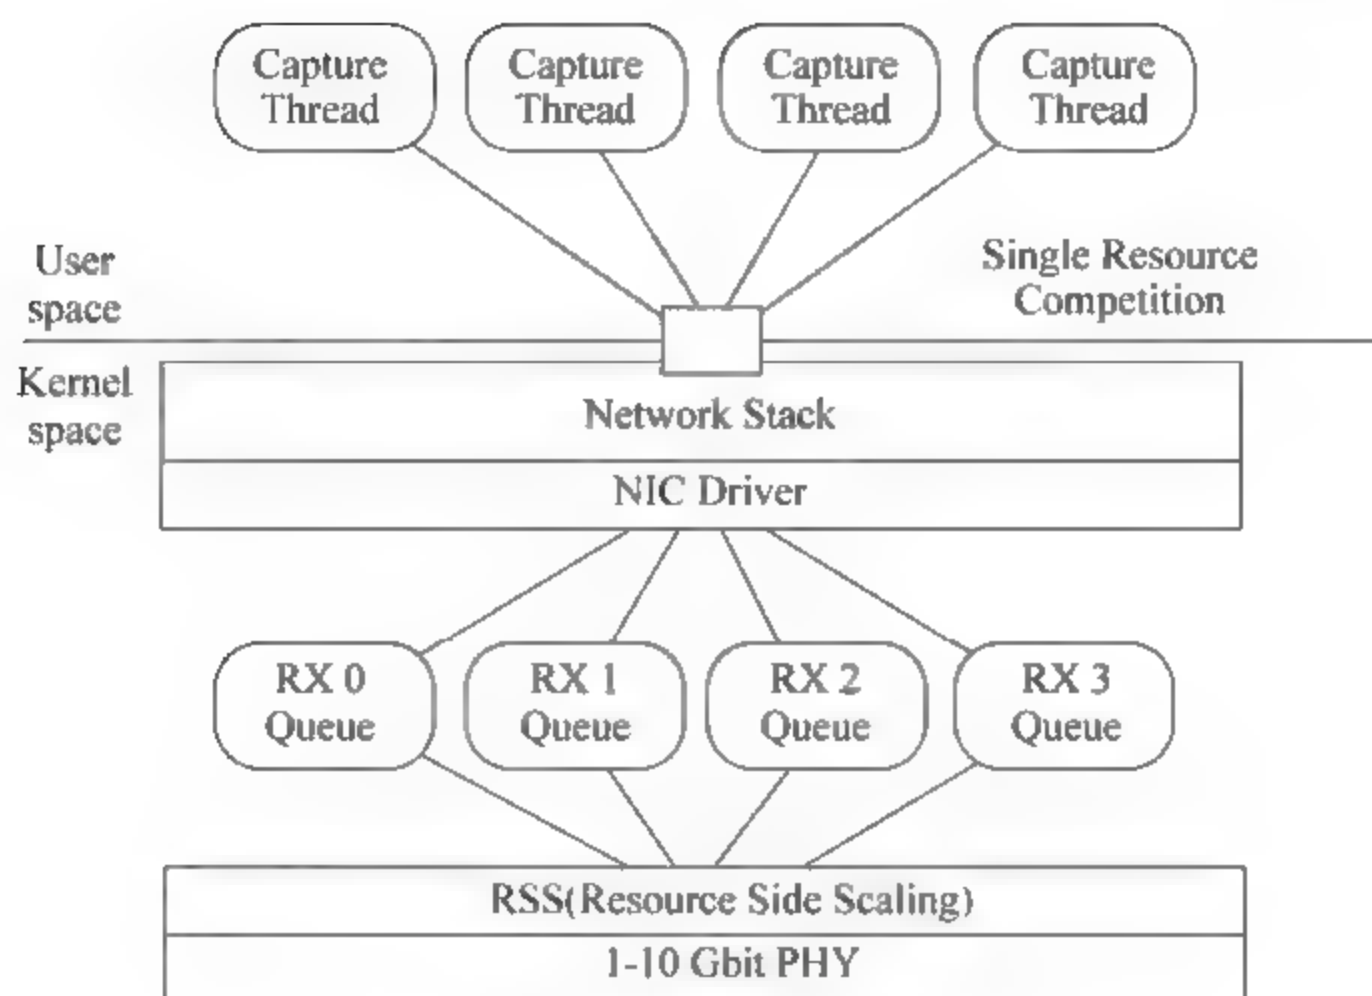 Capture
Thread
Capture
Thread
Capture
Thread
Capture
Thread
User
space
Single Resource
Competition
Kernel
space
Network Stack
NIC Driver
RX 0
Queue
RX 1
Queue
RX 2
Queue
RX 3
Queue
RSS(Resource Side Scaling)
1-10 Gbit PHY